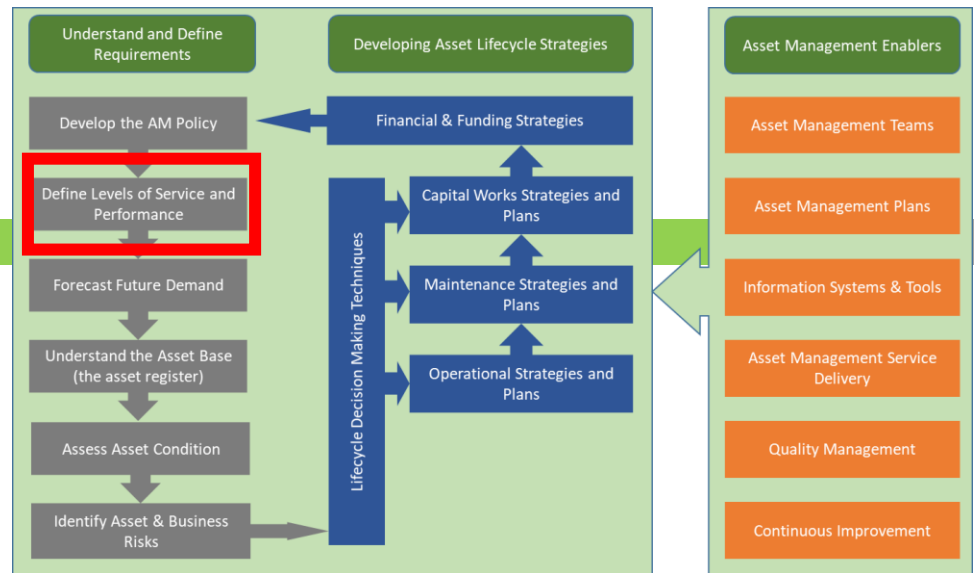 Understand and Define
Requirements
Develop the AM Policy
Define Levels of Service and
Performance
Forecast Future Demand
Understand the Asset Base
(the asset register)
Assess Asset Condition
Identify Asset & Business
Risks
Developing Asset Lifecycle Strategies
Financial & Funding Strategies
Lifecycle Decision Making Techniques
Capital Works Strategies and
Plans
Maintenance Strategies and
Plans
Operational Strategies and
Plans
Asset Management Enablers
Asset Management Teams
Asset Management Plans
Information Systems & Tools
Asset Management Service
Delivery
Quality Management
Continuous Improvement